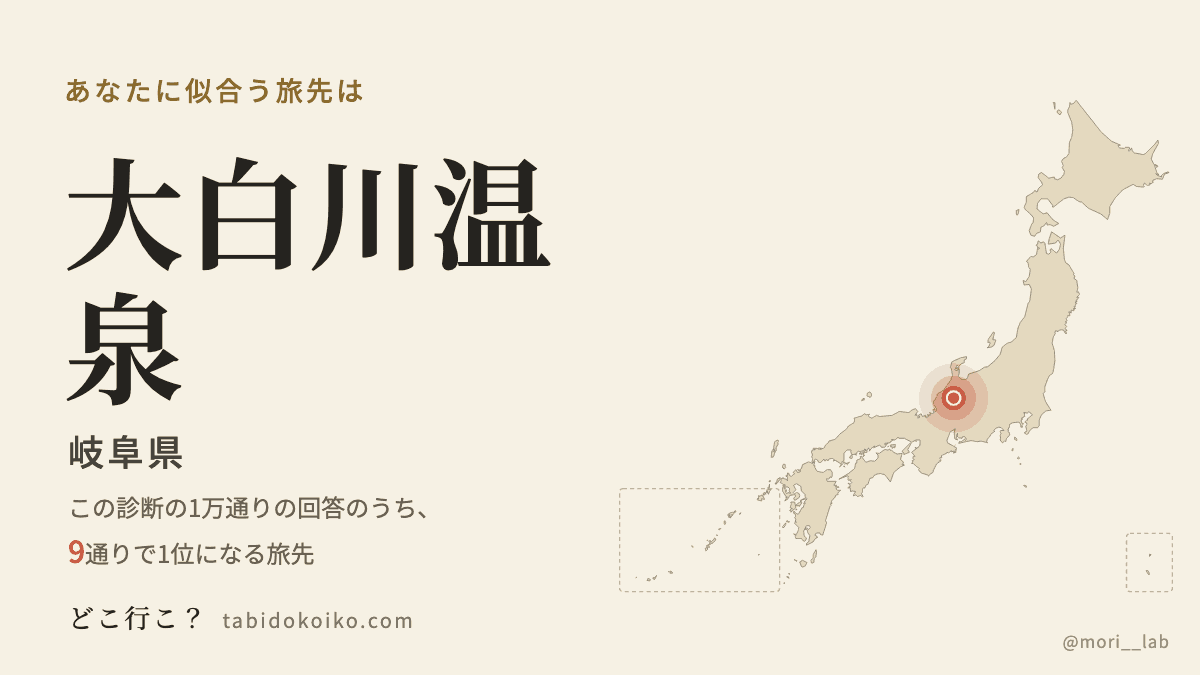 あなたに似合う旅先は
大白川温
泉
岐阜県
この診断の1万通りの回答のうち、
9通りで1位になる旅先
どこ行こ？ tabidokoiko.com
@mori__lab